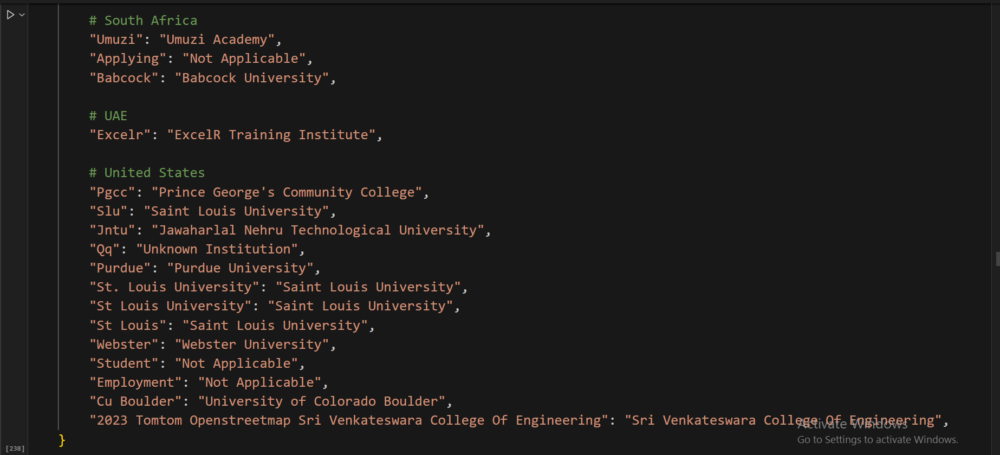 # South Africa
"Umuzi": "Umuzi Academy",
"Applying": "Not Applicable",
"Babcock": "Babcock University",
# UAE
"Excelr": "ExcelR Training Institute",
# United States
"Pgcc": "Prince George's Community College",
"Slu": "Saint Louis University",
"Jntu": "Jawaharlal Nehru Technological University",
"Qq": "Unknown Institution",
"Purdue": "Purdue University",
"St. Louis University": "Saint Louis University",
"St Louis University": "Saint Louis University",
"St Louis": "Saint Louis University",
"Webster": "Webster University",
"Student": "Not Applicable",
"Employment": "Not Applicable",
"Cu Boulder": "University of Colorado Boulder",
"2023 Tomtom Openstreetmap Sri Venkateswara College Of Engineering": "Sri Venkateswara College Of Engineering",
}
[238]
Activate Windows
Go to Settings to activate Windows.